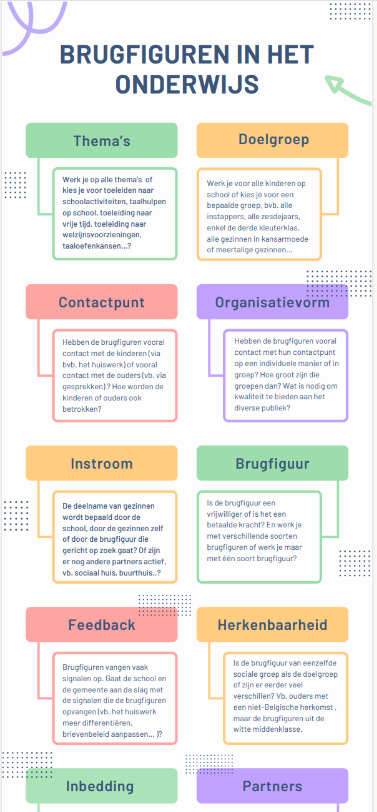 BRUGFIGUREN IN HET
ONDERWIJS
Thema's
Werk je op alle thema's of
kies je voor toeleiden naar
schoolactiviteiten, taalhulpen
op school, toeleiding naar
vrije tijd, toeleiding naar
welzijnsvoorzieningen,
taaloefenkansen...?
Doelgroep
Werk je voor alle kinderen op
school of kies je voor een
bepaalde groep, bvb. alle
instappers, alle zesdejaars,
enkel de derde kleuterklas,
alle gezinnen in kansarmoede
of meertalige gezinnen...
Contactpunt
Hebben de brugfiguren vooral
contact met de kinderen (via
bvb. het huiswerk) of vooral
contact met de ouders (vb. via
gesprekken)? Hoe worden de
kinderen of ouders ook
betrokken?
Organisatievorm
Hebben de brugfiguren vooral
contact met hun contactpunt
op een individuele manier of in
groep? Hoe groot zijn die
groepen dan? Wat is nodig om
kwaliteit te bieden aan het
diverse publiek?
Instroom
De deelname van gezinnen
wordt bepaald door de
school, door de gezinnen zelf
of door de brugfiguur die
gericht op zoek gaat? Of zijn
er nog andere partners actief,
vb. sociaal huis, buurthuis..?
Brugfiguur
Is de brugfiguur een
vrijwilliger of is het een
betaalde kracht? En werk je
met verschillende soorten
brugfiguren of werk je maar
met één soort brugfiguur?
Feedback
Brugfiguren vangen vaak
signalen op. Gaat de school en
de gemeente aan de slag met
de signalen die de brugfiguren
opvangen (vb. het huiswerk
meer differentiëren,
brievenbeleid aanpassen... )?
Herkenbaarheid
Is de brugfiguur van eenzelfde
sociale groep als de doelgroep
of zijn er eerder veel
verschillen? Vb. ouders met
een niet-Belgische herkomst ,
maar de brugfiguren uit de
witte middenklasse.
Inbedding
Partners